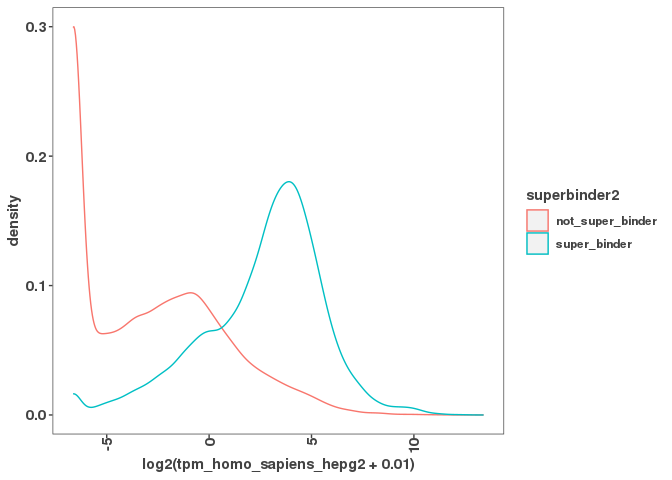 0.3
0.2
0.1
0.0
density
-5
0
5
10
log2(tpm_homo_sapiens_hepg2 + 0.01)
superbinder2
not_super_binder
super_binder